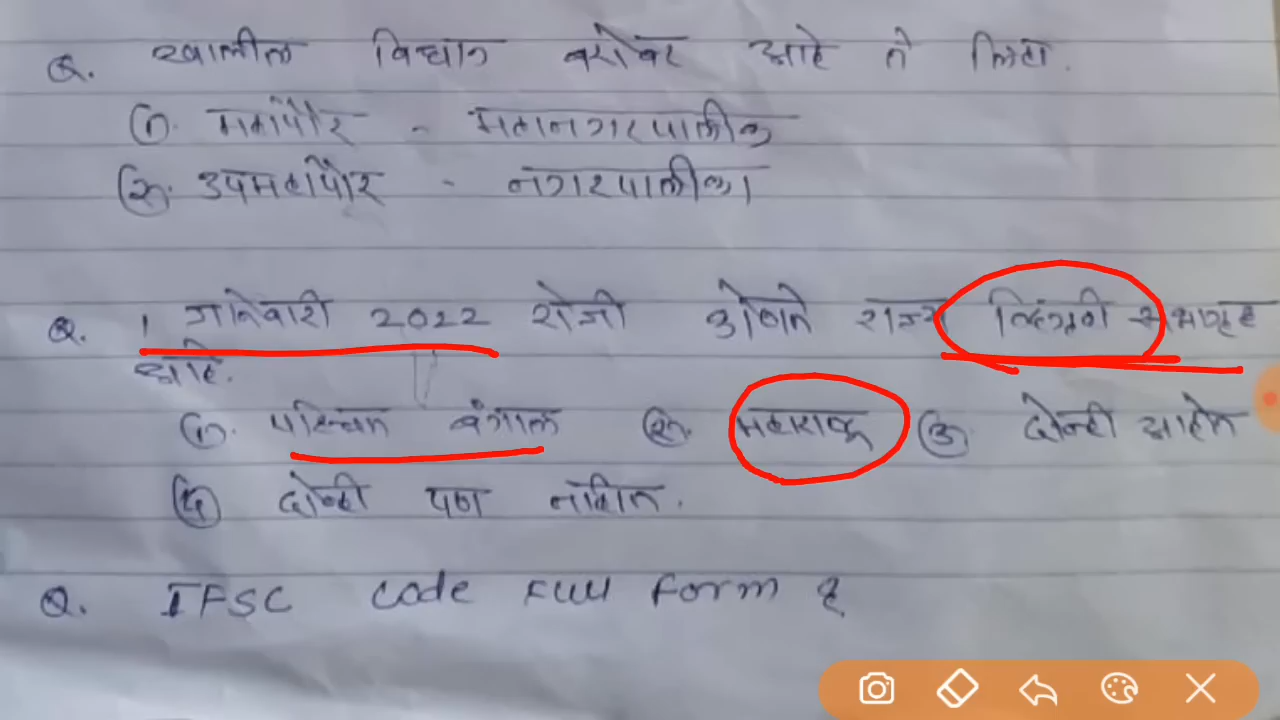 Q. खालील विधान बरोबर आहे ते लिहा.
(1). महापौर - महानगरपालीका
(2). उपमहापौर - नगरपालीका
Q. 1 जानेवारी 2022 रोजी कोणते राज्य द्विगृही सभागृह
आहे.
(1). पश्चिम बंगाल (2). महाराष्ट्र (3) दोन्ही आहेत
(4) दोन्ही पण नाहीत.
Q. IFSC Code Full Form ?